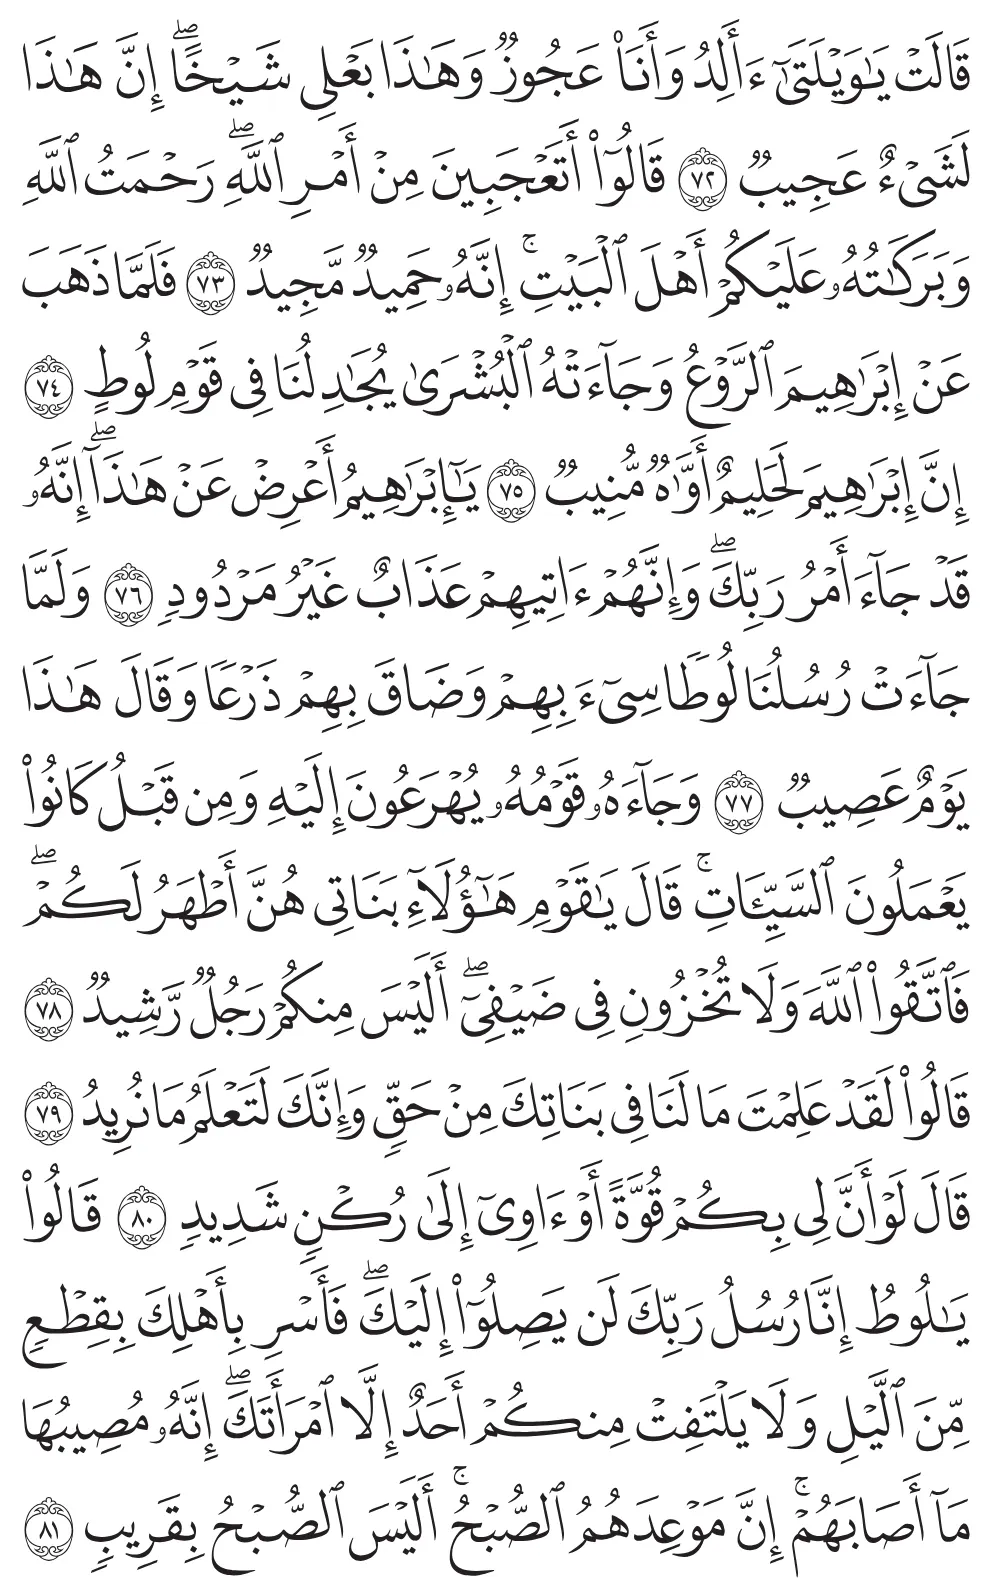 قَالَتْ يَـٰوَيْلَتَىٰٓ ءَأَلِدُ وَأَنَا۠ عَجُوزٌ وَهَـٰذَا بَعْلِى شَيْخًا ۖ إِنَّ هَـٰذَا
لَشَىْءٌ عَجِيبٌ ٧٢ قَالُوٓا۟ أَتَعْجَبِينَ مِنْ أَمْرِ ٱللَّهِ ۖ رَحْمَتُ ٱللَّهِ
وَبَرَكَـٰتُهُۥ عَلَيْكُمْ أَهْلَ ٱلْبَيْتِ ۚ إِنَّهُۥ حَمِيدٌ مَّجِيدٌ ٧٣ فَلَمَّا ذَهَبَ
عَنْ إِبْرَٰهِيمَ ٱلرَّوْعُ وَجَآءَتْهُ ٱلْبُشْرَىٰ يُجَـٰدِلُنَا فِى قَوْمِ لُوطٍ ٧٤
إِنَّ إِبْرَٰهِيمَ لَحَلِيمٌ أَوَّٰهٌ مُّنِيبٌ ٧٥ يَـٰٓإِبْرَٰهِيمُ أَعْرِضْ عَنْ هَـٰذَآ ۖ إِنَّهُۥ
قَدْ جَآءَ أَمْرُ رَبِّكَ ۖ وَإِنَّهُمْ ءَاتِيهِمْ عَذَابٌ غَيْرُ مَرْدُودٍ ٧٦ وَلَمَّا
جَآءَتْ رُسُلُنَا لُوطًا سِىٓءَ بِهِمْ وَضَاقَ بِهِمْ ذَرْعًا وَقَالَ هَـٰذَا
يَوْمٌ عَصِيبٌ ٧٧ وَجَآءَهُۥ قَوْمُهُۥ يُهْرَعُونَ إِلَيْهِ وَمِن قَبْلُ كَانُوا۟
يَعْمَلُونَ ٱلسَّيِّـَٔاتِ ۚ قَالَ يَـٰقَوْمِ هَـٰٓؤُلَآءِ بَنَاتِى هُنَّ أَطْهَرُ لَكُمْ ۖ
فَٱتَّقُوا۟ ٱللَّهَ وَلَا تُخْزُونِ فِى ضَيْفِىٓ ۖ أَلَيْسَ مِنكُمْ رَجُلٌ رَّشِيدٌ ٧٨
قَالُوا۟ لَقَدْ عَلِمْتَ مَا لَنَا فِى بَنَاتِكَ مِنْ حَقٍّ وَإِنَّكَ لَتَعْلَمُ مَا نُرِيدُ ٧٩
قَالَ لَوْ أَنَّ لِى بِكُمْ قُوَّةً أَوْ ءَاوِىٓ إِلَىٰ رُكْنٍ شَدِيدٍ ٨٠ قَالُوا۟
يَـٰلُوطُ إِنَّا رُسُلُ رَبِّكَ لَن يَصِلُوٓا۟ إِلَيْكَ ۖ فَأَسْرِ بِأَهْلِكَ بِقِطْعٍ
مِّنَ ٱلَّيْلِ وَلَا يَلْتَفِتْ مِنكُمْ أَحَدٌ إِلَّا ٱمْرَأَتَكَ ۖ إِنَّهُۥ مُصِيبُهَا
مَآ أَصَابَهُمْ ۚ إِنَّ مَوْعِدَهُمُ ٱلصُّبْحُ ۚ أَلَيْسَ ٱلصُّبْحُ بِقَرِيبٍ ٨١